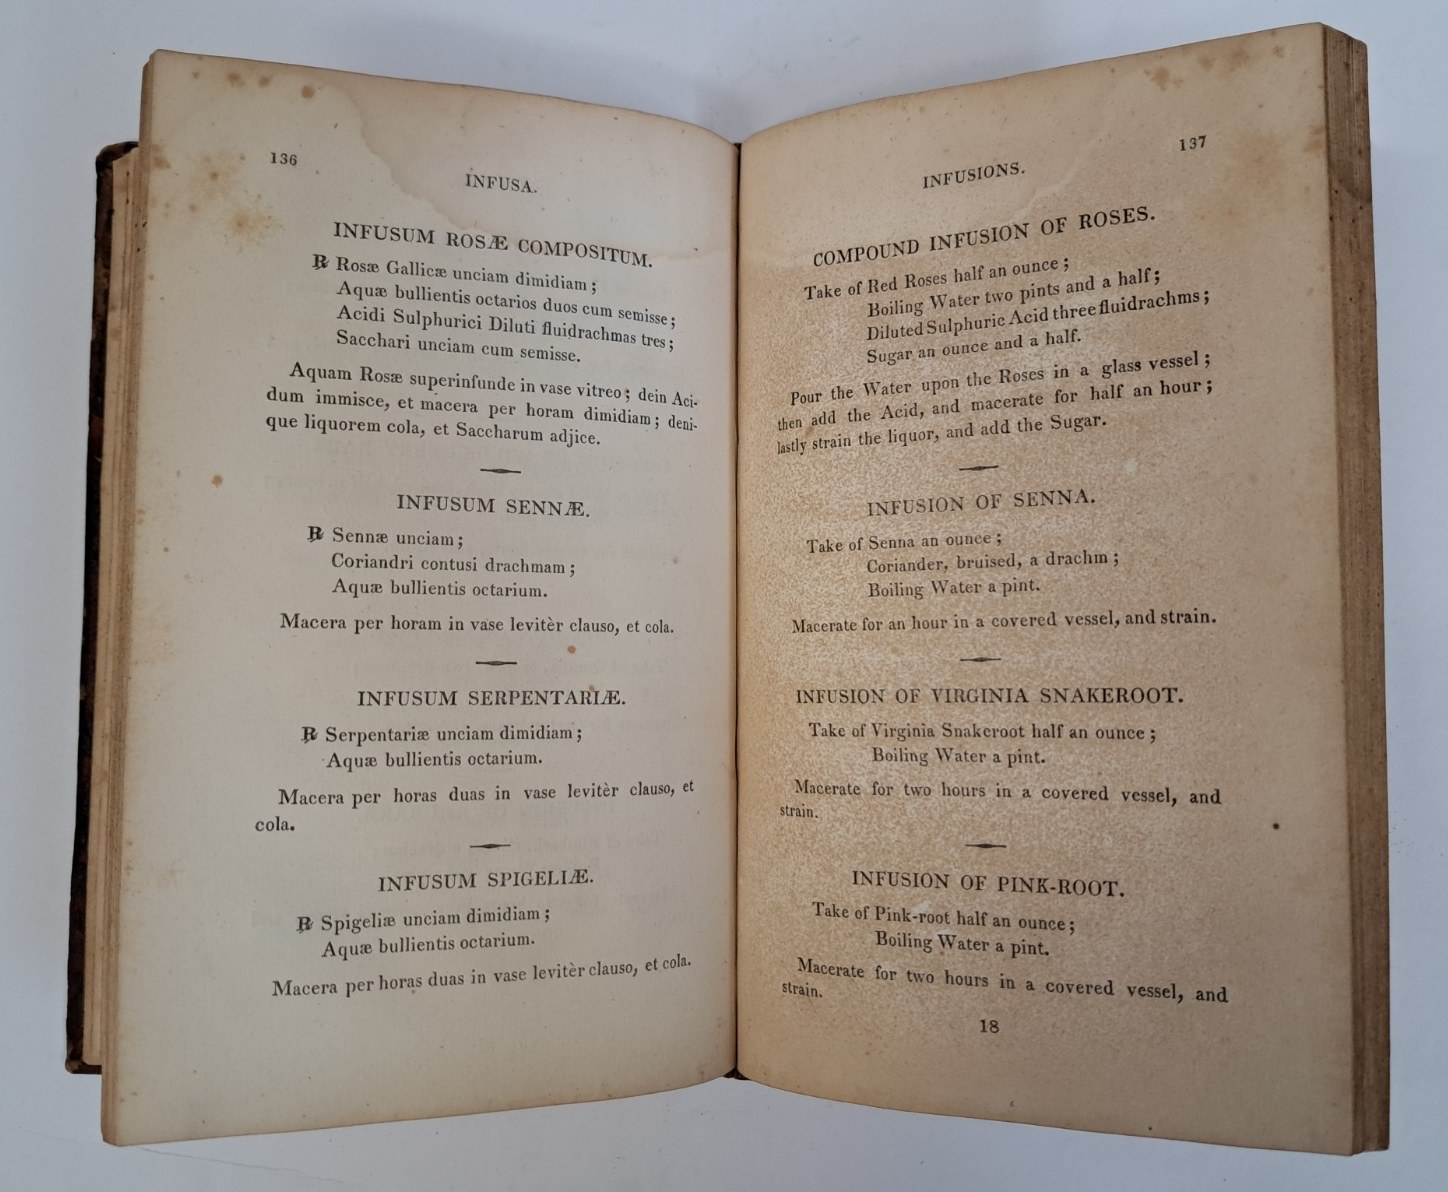 136
INFUSA.
INFUSUM ROSÆ COMPOSITUM.
℞ Rosæ Gallicæ unciam dimidiam;
Aquæ bullientis octarios duos cum semisse;
Acidi Sulphurici Diluti fluidrachmas tres;
Sacchari unciam cum semisse.
Aquam Rosæ superinfunde in vase vitreo; dein Aci-
dum immisce, et macera per horam dimidiam; deni-
que liquorem cola, et Saccharum adjice.
INFUSUM SENNÆ.
℞ Sennæ unciam;
Coriandri contusi drachmam;
Aquæ bullientis octarium.
Macera per horam in vase levitèr clauso, et cola.
INFUSUM SERPENTARIÆ.
℞ Serpentariæ unciam dimidiam;
Aquæ bullientis octarium.
Macera per horas duas in vase levitèr clauso, et
cola.
INFUSUM SPIGELIÆ.
℞ Spigeliæ unciam dimidiam;
Aquæ bullientis octarium.
Macera per horas duas in vase levitèr clauso, et cola.
137
INFUSIONS.
COMPOUND INFUSION OF ROSES.
Take of Red Roses half an ounce;
Boiling Water two pints and a half;
Diluted Sulphuric Acid three fluidrachms;
Sugar an ounce and a half.
Pour the Water upon the Roses in a glass vessel;
then add the Acid, and macerate for half an hour;
lastly strain the liquor, and add the Sugar.
INFUSION OF SENNA.
Take of Senna an ounce;
Coriander, bruised, a drachm;
Boiling Water a pint.
Macerate for an hour in a covered vessel, and strain.
INFUSION OF VIRGINIA SNAKEROOT.
Take of Virginia Snakeroot half an ounce;
Boiling Water a pint.
Macerate for two hours in a covered vessel, and
strain.
INFUSION OF PINK-ROOT.
Take of Pink-root half an ounce;
Boiling Water a pint.
Macerate for two hours in a covered vessel, and
strain.
18